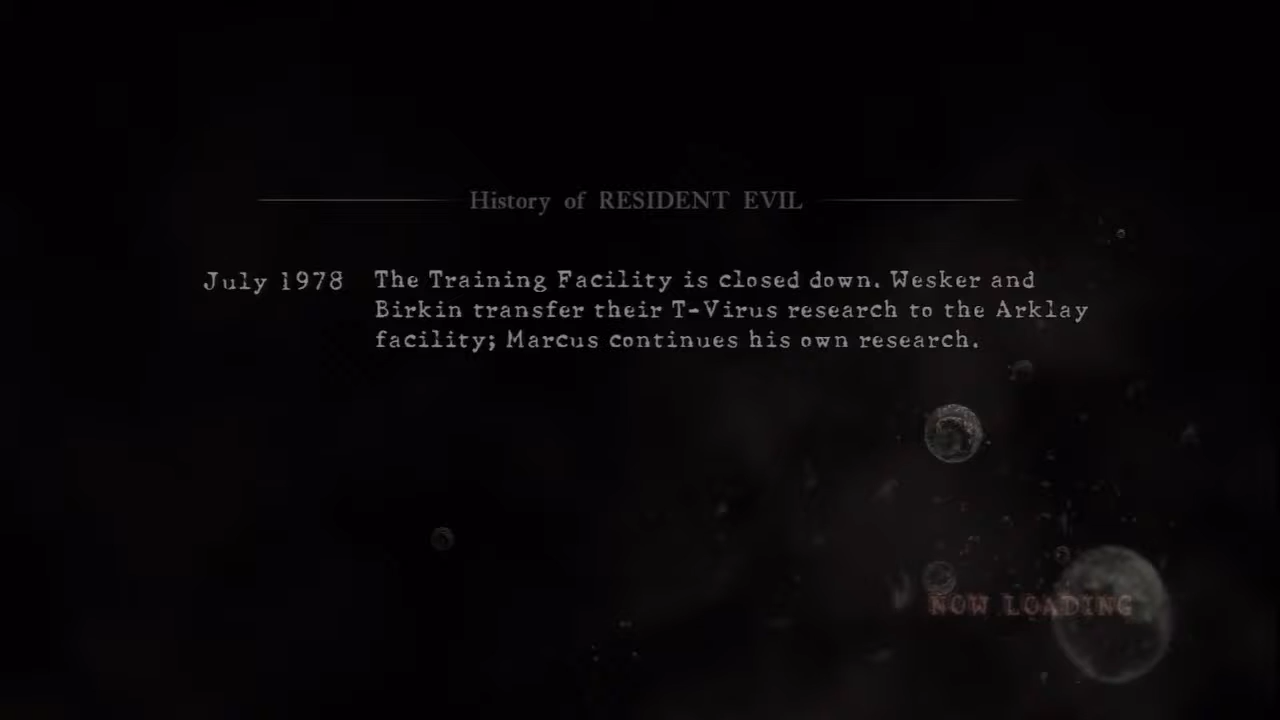 History of RESIDENT EVIL
July 1978 The Training Facility is closed down. Wesker and
Birkin transfer their T-Virus research to the Arklay
facility; Marcus continues his own research.
NOW LOADING